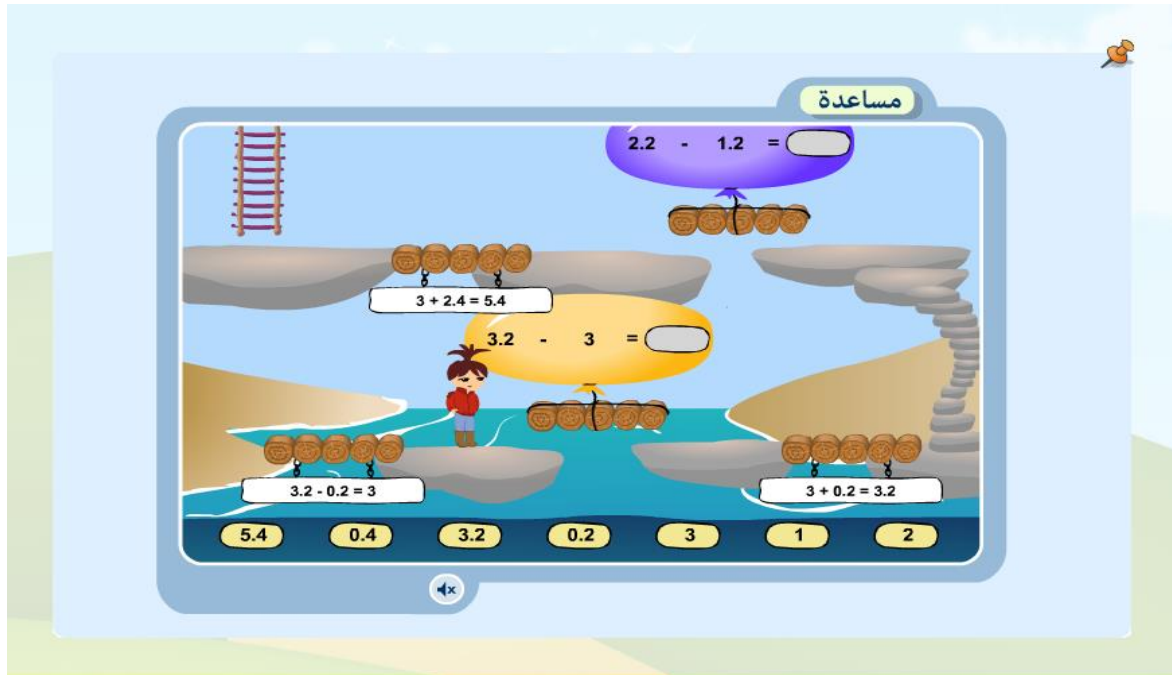 مساعدة
2.2 - 1.2 =
3 + 2.4 = 5.4
3.2 - 3 =
3.2 - 0.2 = 3
3 + 0.2 = 3.2
5.4 0.4 3.2 0.2 3 1 2